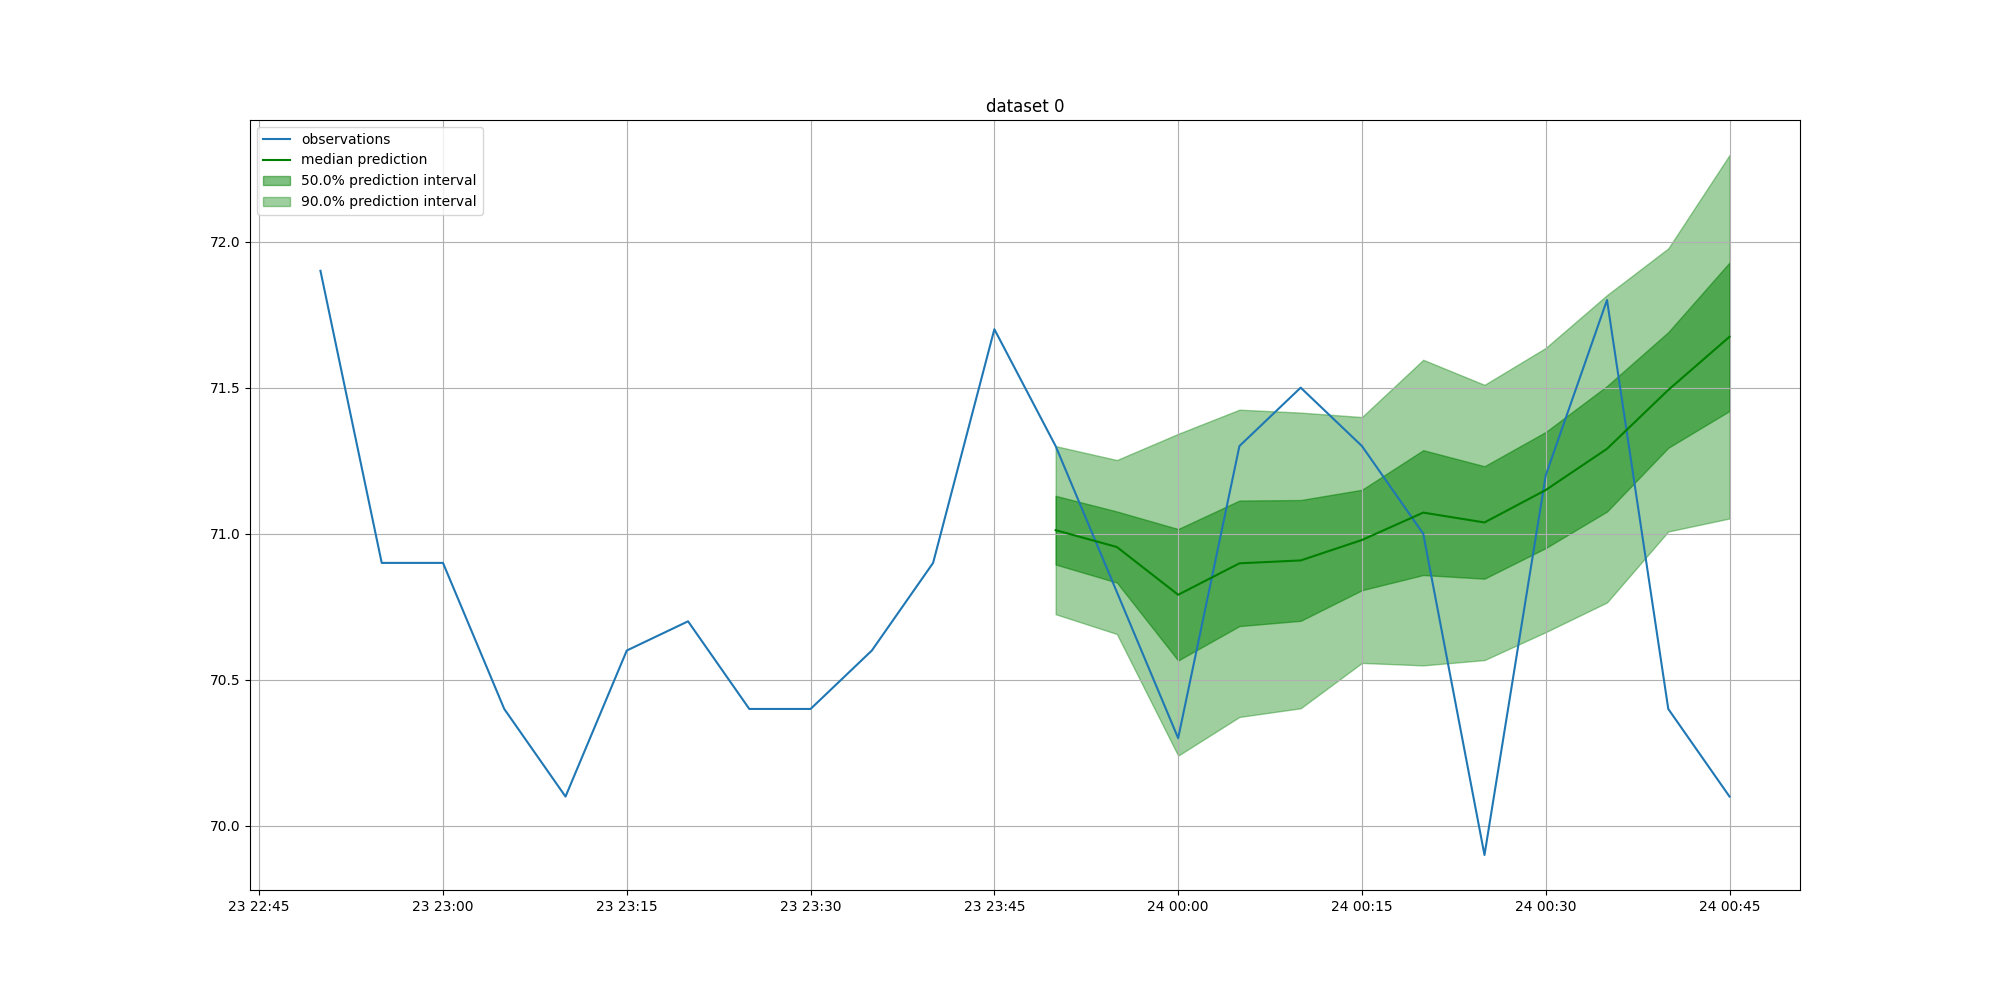 dataset 0
observations
median prediction
50.0% prediction interval
90.0% prediction interval
72.0
71.5
71.0
70.5
70.0
23 22:45 23 23:00 23 23:15 23 23:30 23 23:45 24 00:00 24 00:15 24 00:30 24 00:45